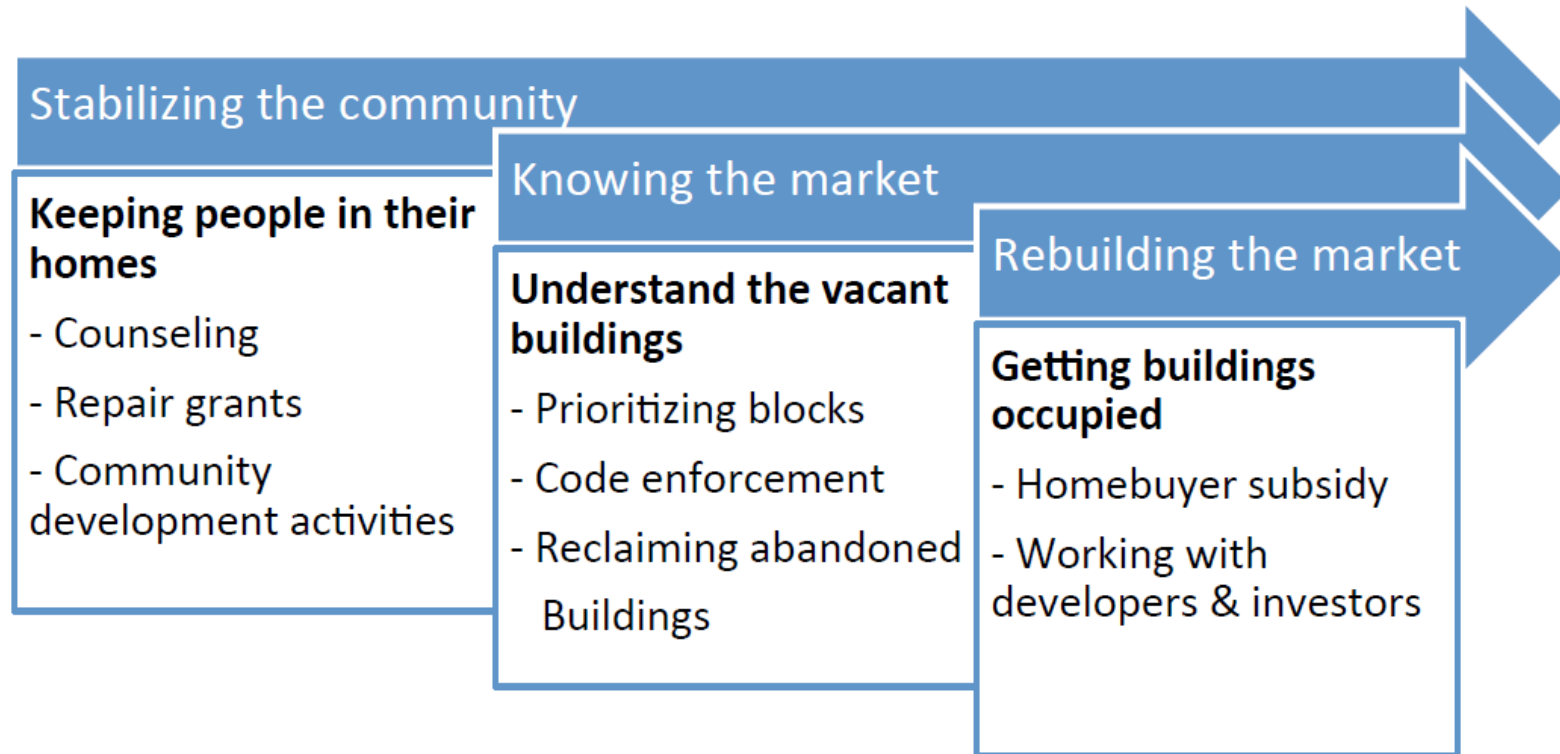 Stabilizing the community
Keeping people in their
homes
- Counseling
- Repair grants
- Community
development activities
Knowing the market
Understand the vacant
buildings
- Prioritizing blocks
- Code enforcement
- Reclaiming abandoned
Buildings
Rebuilding the market
Getting buildings
occupied
- Homebuyer subsidy
- Working with
developers & investors